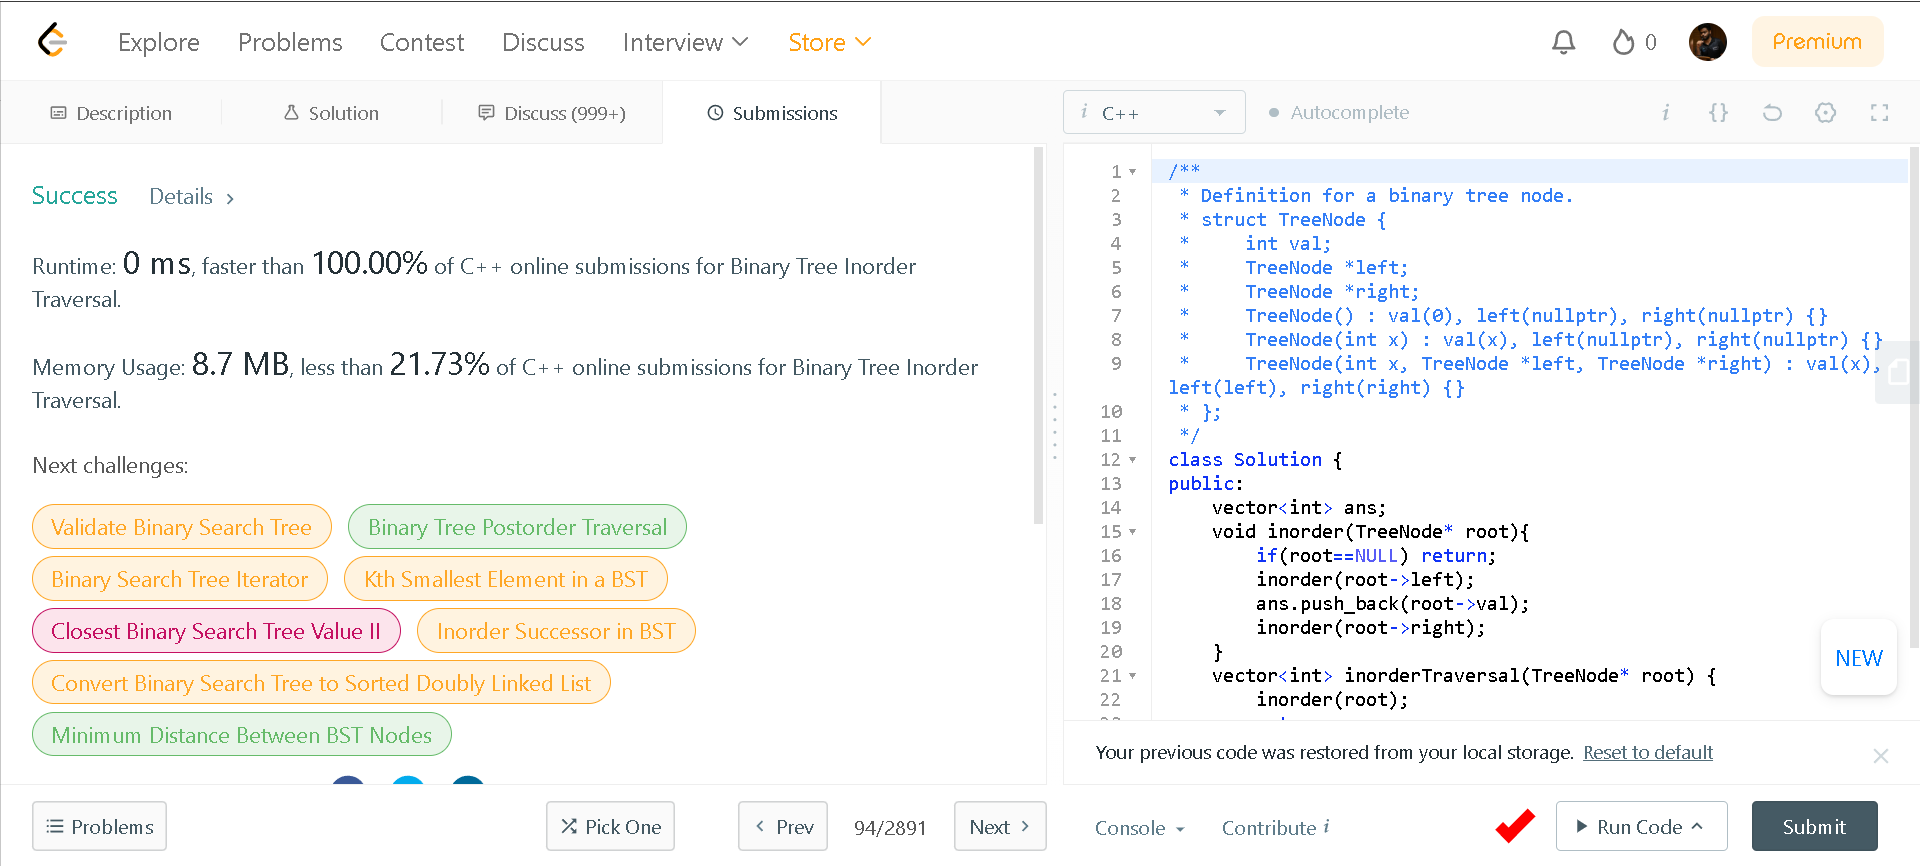 Explore Problems Contest Discuss Interview Store 0 Premium
Description Solution Discuss (999+) Submissions
i C++ Autocomplete i {}
Success Details >
Runtime: 0 ms, faster than 100.00% of C++ online submissions for Binary Tree Inorder
Traversal.
Memory Usage: 8.7 MB, less than 21.73% of C++ online submissions for Binary Tree Inorder
Traversal.
Next challenges:
Validate Binary Search Tree Binary Tree Postorder Traversal
Binary Search Tree Iterator Kth Smallest Element in a BST
Closest Binary Search Tree Value II Inorder Successor in BST
Convert Binary Search Tree to Sorted Doubly Linked List
Minimum Distance Between BST Nodes
1 /**
2 * Definition for a binary tree node.
3 * struct TreeNode {
4 *     int val;
5 *     TreeNode *left;
6 *     TreeNode *right;
7 *     TreeNode() : val(0), left(nullptr), right(nullptr) {}
8 *     TreeNode(int x) : val(x), left(nullptr), right(nullptr) {}
9 *     TreeNode(int x, TreeNode *left, TreeNode *right) : val(x),
left(left), right(right) {}
10 * };
11 */
12 class Solution {
13 public:
14     vector<int> ans;
15     void inorder(TreeNode* root){
16         if(root==NULL) return;
17         inorder(root->left);
18         ans.push_back(root->val);
19         inorder(root->right);
20     }
21     vector<int> inorderTraversal(TreeNode* root) {
22         inorder(root);
NEW
Your previous code was restored from your local storage. Reset to default
Problems Pick One < Prev 94/2891 Next > Console Contribute i Run Code Submit